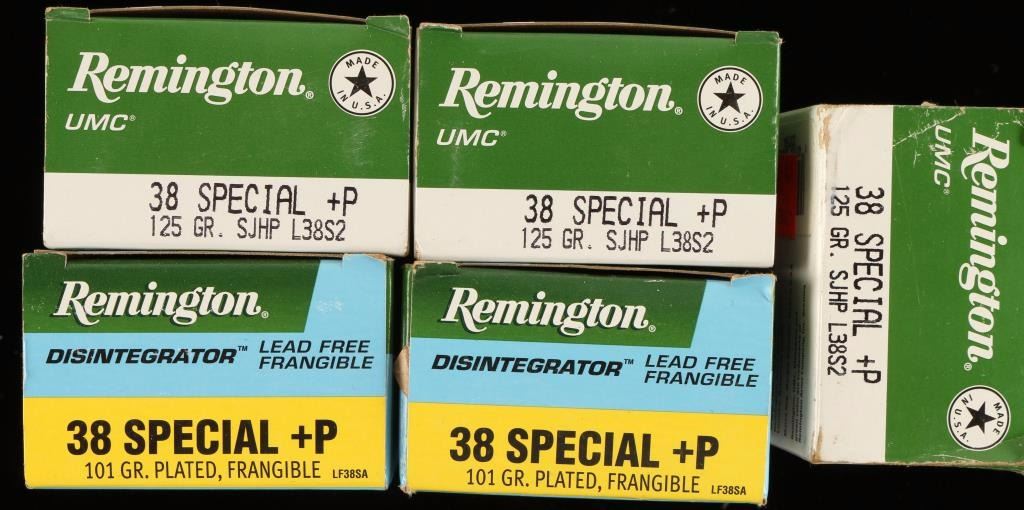 Remington®
UMC®
MADE
IN U.S.A.
38 SPECIAL +P
125 GR. SJHP L38S2
Remington®
UMC®
MADE
IN U.S.A.
38 SPECIAL +P
125 GR. SJHP L38S2
Remington®
UMC®
MADE
IN U.S.A.
38 SPECIAL +P
125 GR. SJHP L38S2
Remington®
DISINTEGRATOR™ LEAD FREE
FRANGIBLE
38 SPECIAL +P
101 GR. PLATED, FRANGIBLE LF38SA
Remington®
DISINTEGRATOR™ LEAD FREE
FRANGIBLE
38 SPECIAL +P
101 GR. PLATED, FRANGIBLE LF38SA